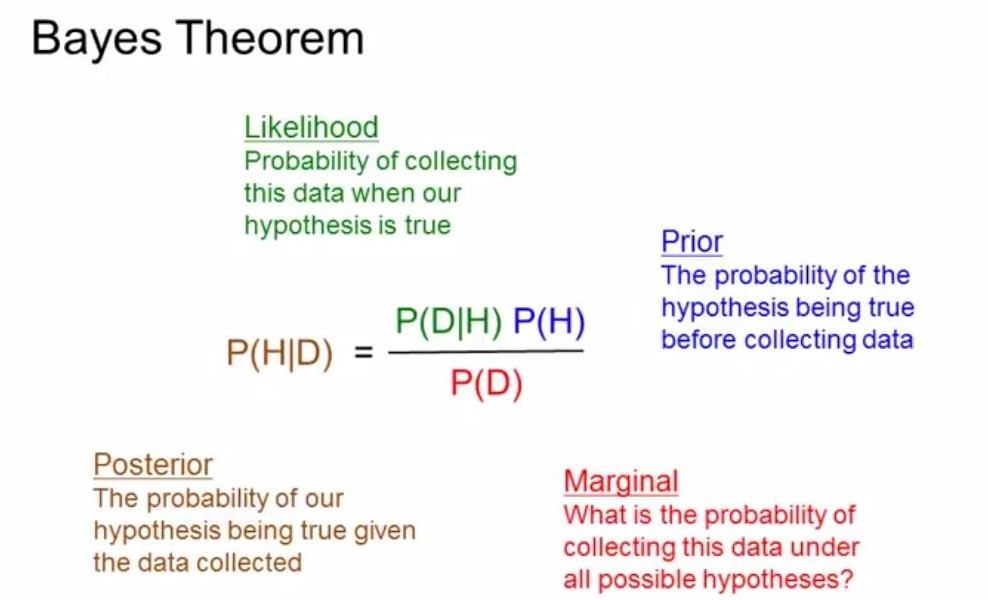 Bayes Theorem
Likelihood
Probability of collecting
this data when our
hypothesis is true
Prior
The probability of the
hypothesis being true
before collecting data
P(H|D) = P(D|H) P(H)
P(D)
Posterior
The probability of our
hypothesis being true given
the data collected
Marginal
What is the probability of
collecting this data under
all possible hypotheses?